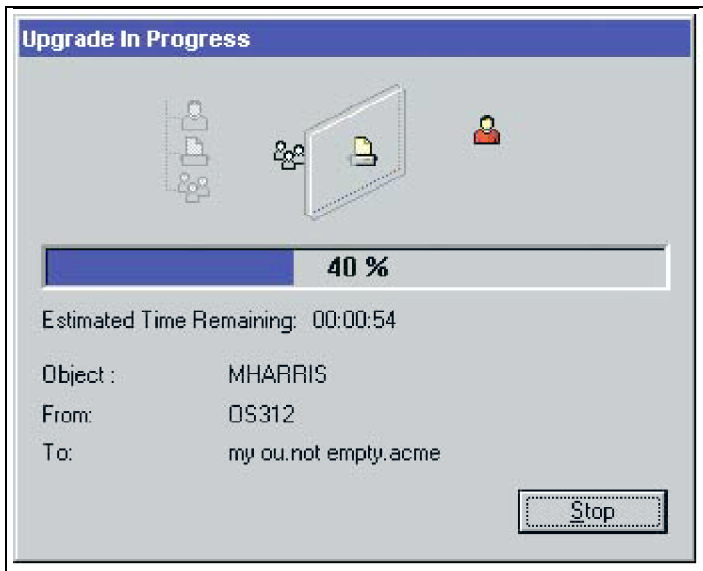 Upgrade In Progress
40 %
Estimated Time Remaining: 00:00:54
Object : MHARRIS
From: OS312
To: my ou.not empty.acme
Stop